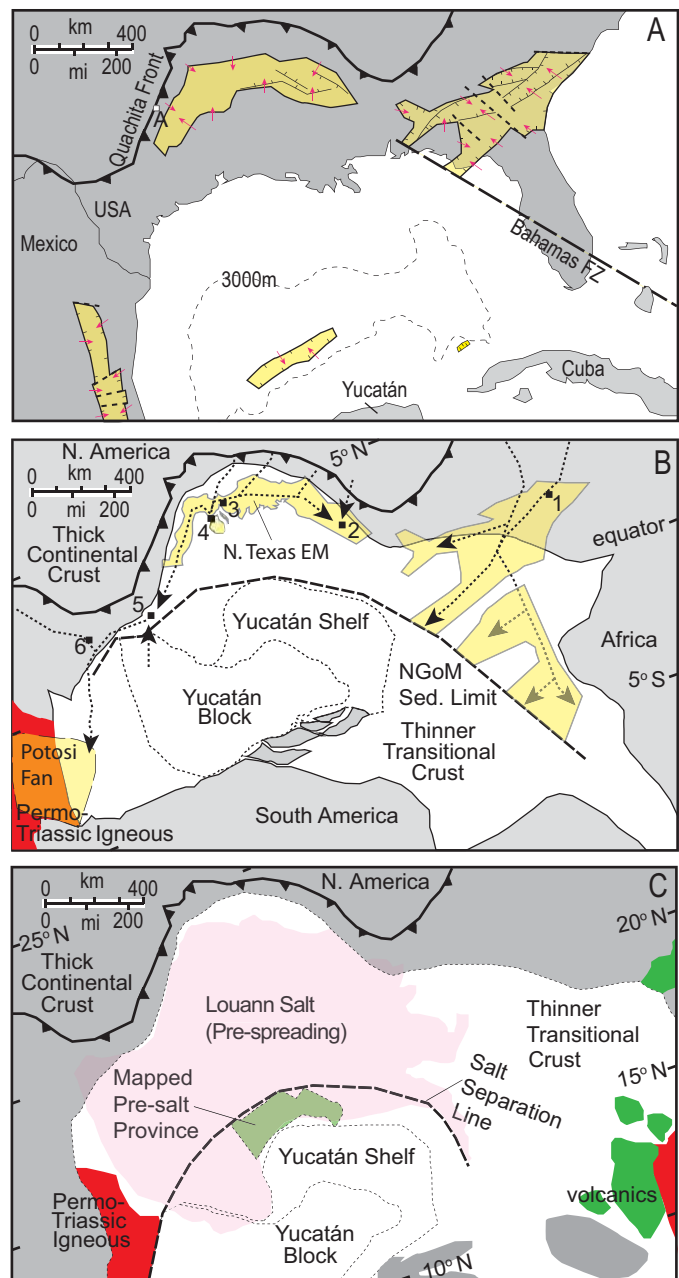 km
0 400
0 200
mi
A
Quachita Front
A
USA
Mexico
3000m
Bahamas FZ
Cuba
Yucatán
N. America
B
km
0 400
0 200
mi
5° N
Thick
Continental
Crust
3
4
2
1
N. Texas EM
equator
5
6
Yucatán Shelf
Africa
Yucatán
Block
NGoM
Sed. Limit
5° S
Thinner
Transitional
Crust
Potosi
Fan
Permo-
Triassic Igneous
South America
N. America
C
km
0 400
0 200
mi
25° N
20° N
Thick
Continental
Crust
Louann Salt
(Pre-spreading)
Thinner
Transitional
Crust
Mapped
Pre-salt
Province
Salt
Separation
Line
15° N
Yucatán Shelf
Permo-
Triassic
Igneous
volcanics
Yucatán
Block
10° N